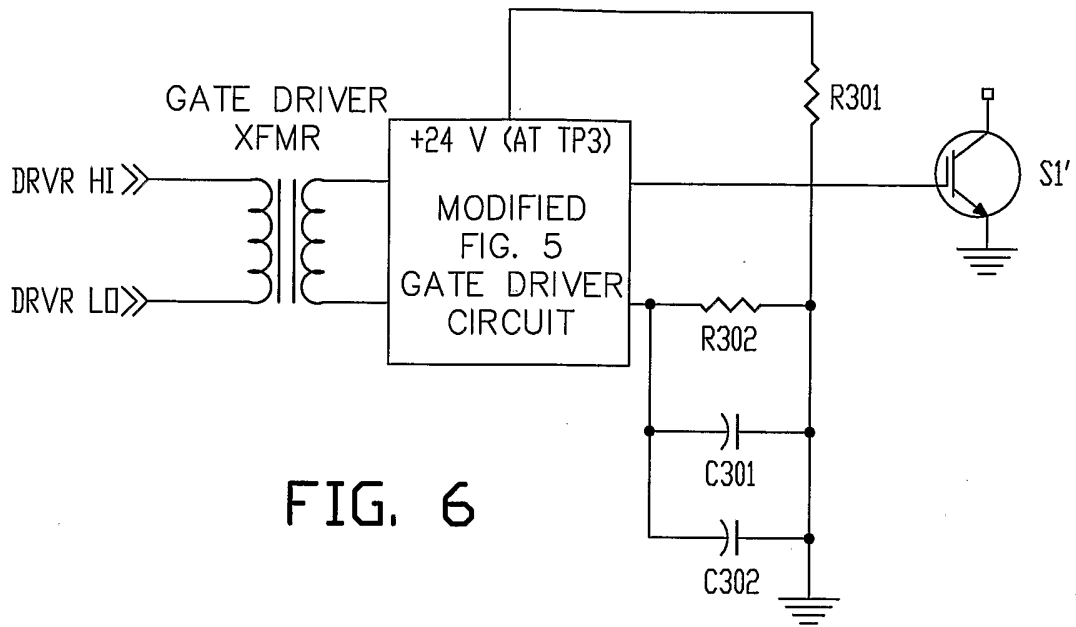 GATE DRIVER
XFMR
DRVR HI
DRVR LO
+24 V (AT TP3)
MODIFIED
FIG. 5
GATE DRIVER
CIRCUIT
R301
S1'
R302
C301
C302
FIG. 6